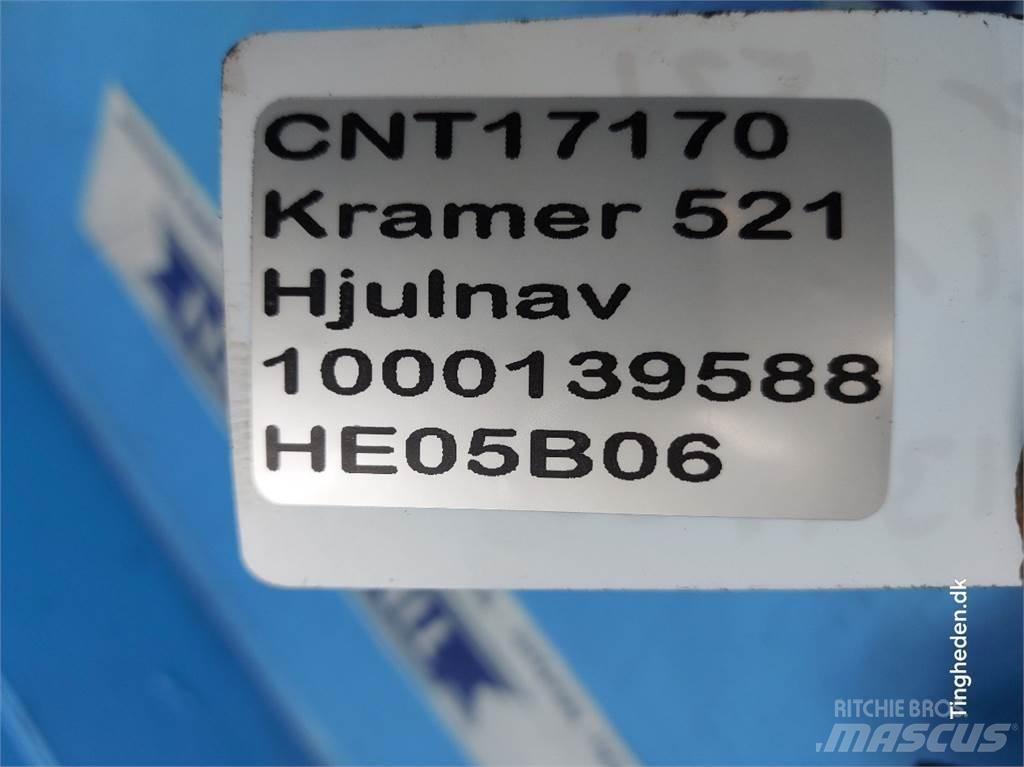 CNT17170
Kramer 521
Hjulnav
1000139588
HE05B06
Tingheden.dk
RITCHIE BROS
MASCUS